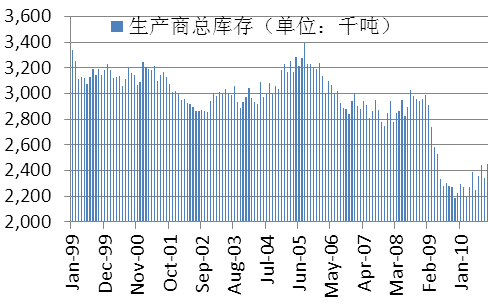 生产商总库存（单位：千吨）
3,600
3,400
3,200
3,000
2,800
2,600
2,400
2,200
2,000
Jan-99
Dec-99
Nov-00
Oct-01
Sep-02
Aug-03
Jul-04
Jun-05
May-06
Apr-07
Mar-08
Feb-09
Jan-10